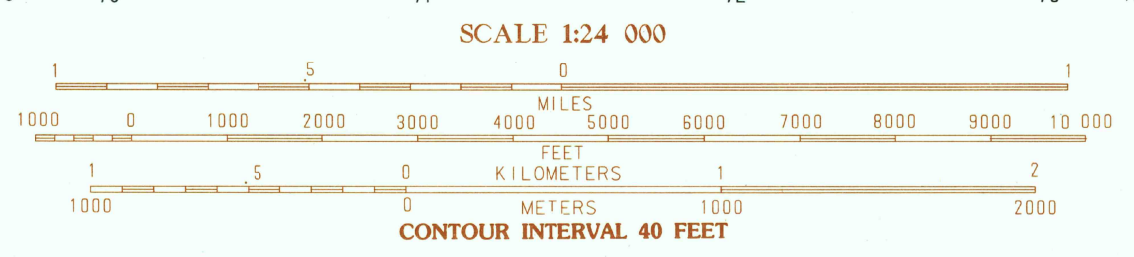 SCALE 1:24 000
1 .5 0 1
MILES
1000 0 1000 2000 3000 4000 5000 6000 7000 8000 9000 10 000
FEET
1 .5 0 KILOMETERS 1 2
1000 0 METERS 1000 2000
CONTOUR INTERVAL 40 FEET